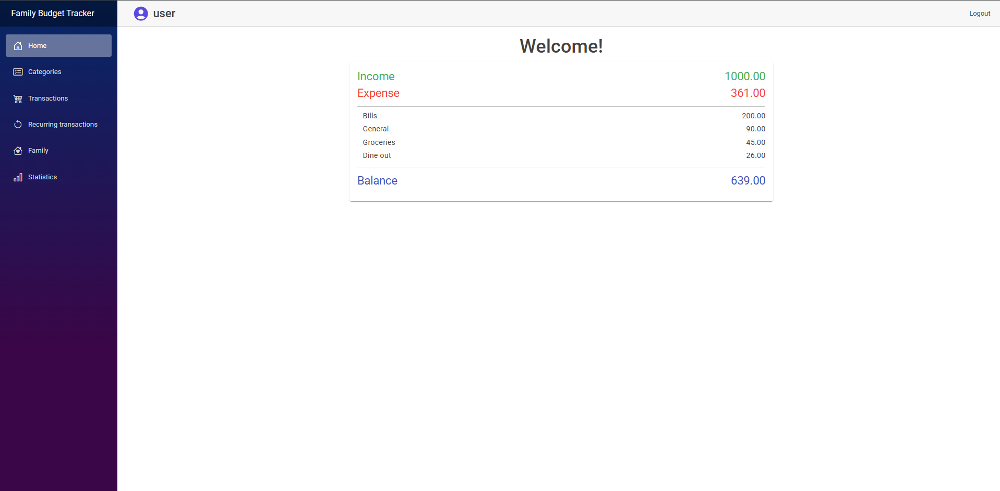 Family Budget Tracker
user
Logout
Home
Categories
Transactions
Recurring transactions
Family
Statistics
Welcome!
Income 1000.00
Expense 361.00
Bills 200.00
General 90.00
Groceries 45.00
Dine out 26.00
Balance 639.00